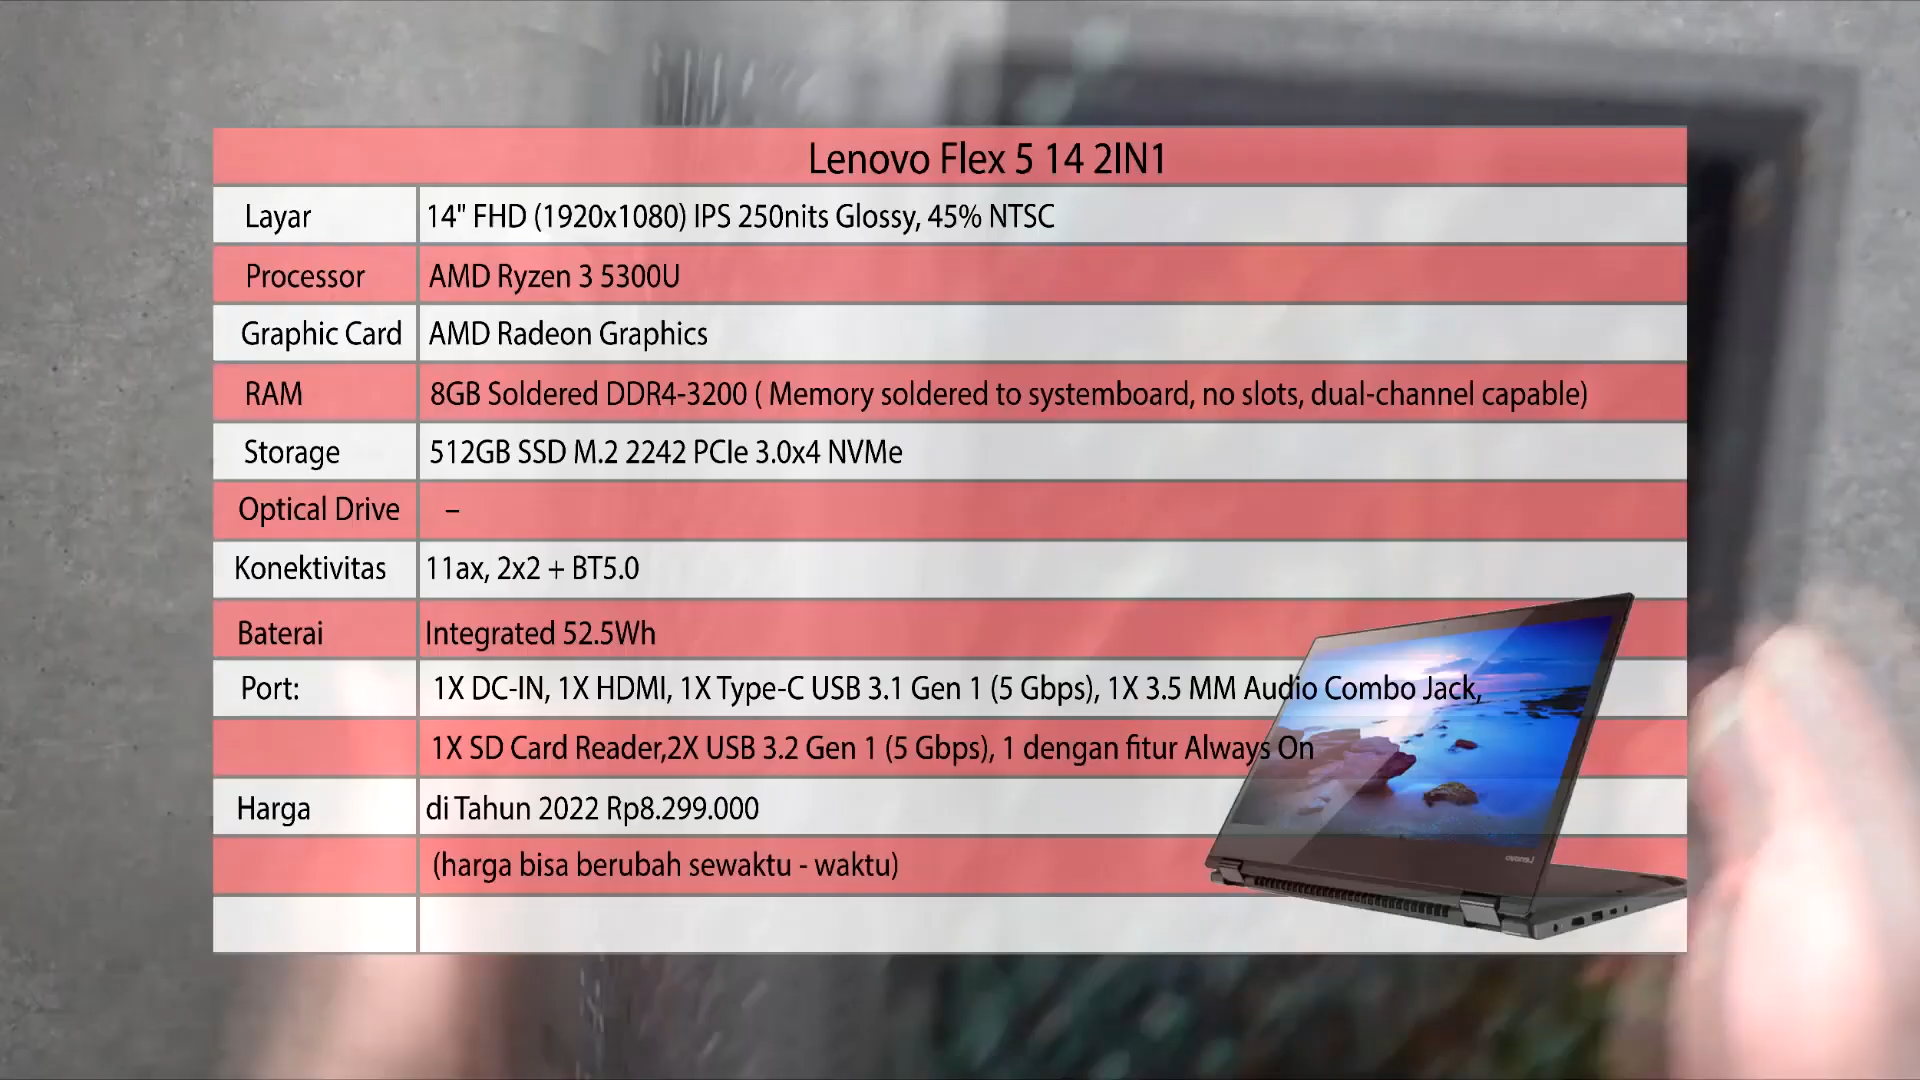 Lenovo Flex 5 14 2IN1
Layar 14" FHD (1920x1080) IPS 250nits Glossy, 45% NTSC
Processor AMD Ryzen 3 5300U
Graphic Card AMD Radeon Graphics
RAM 8GB Soldered DDR4-3200 ( Memory soldered to systemboard, no slots, dual-channel capable)
Storage 512GB SSD M.2 2242 PCIe 3.0x4 NVMe
Optical Drive –
Konektivitas 11ax, 2x2 + BT5.0
Baterai Integrated 52.5Wh
Port: 1X DC-IN, 1X HDMI, 1X Type-C USB 3.1 Gen 1 (5 Gbps), 1X 3.5 MM Audio Combo Jack,
1X SD Card Reader,2X USB 3.2 Gen 1 (5 Gbps), 1 dengan fitur Always On
Harga di Tahun 2022 Rp8.299.000
(harga bisa berubah sewaktu - waktu)
Lenovo